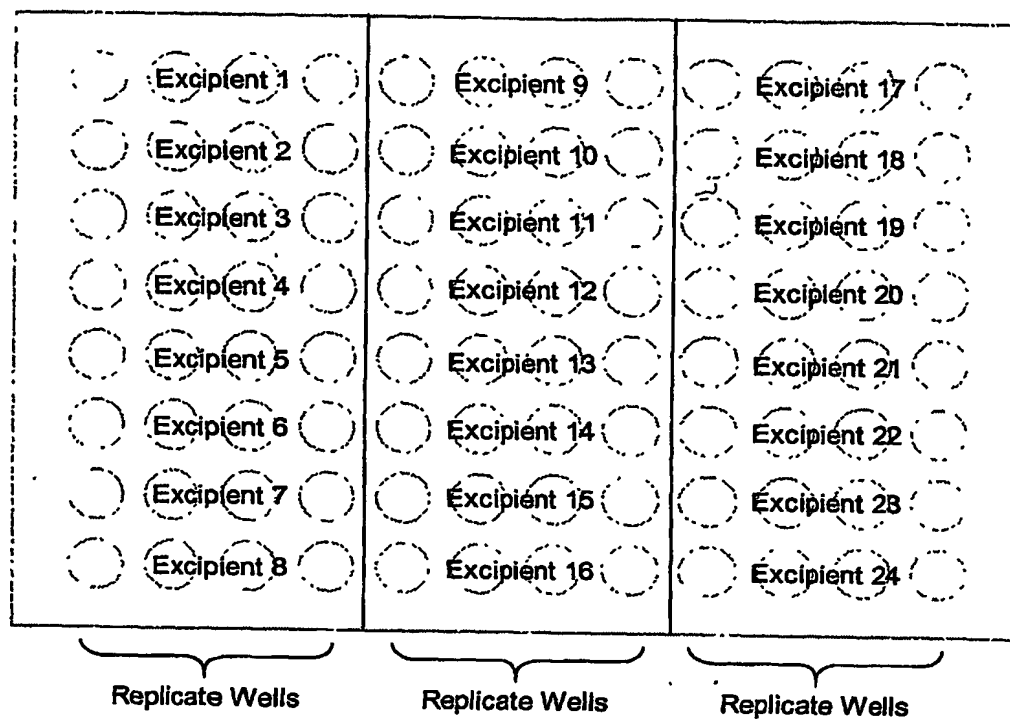 Excipient 1 Excipient 9 Excipient 17
Excipient 2 Excipient 10 Excipient 18
Excipient 3 Excipient 11 Excipient 19
Excipient 4 Excipient 12 Excipient 20
Excipient 5 Excipient 13 Excipient 21
Excipient 6 Excipient 14 Excipient 22
Excipient 7 Excipient 15 Excipient 23
Excipient 8 Excipient 16 Excipient 24
Replicate Wells Replicate Wells Replicate Wells